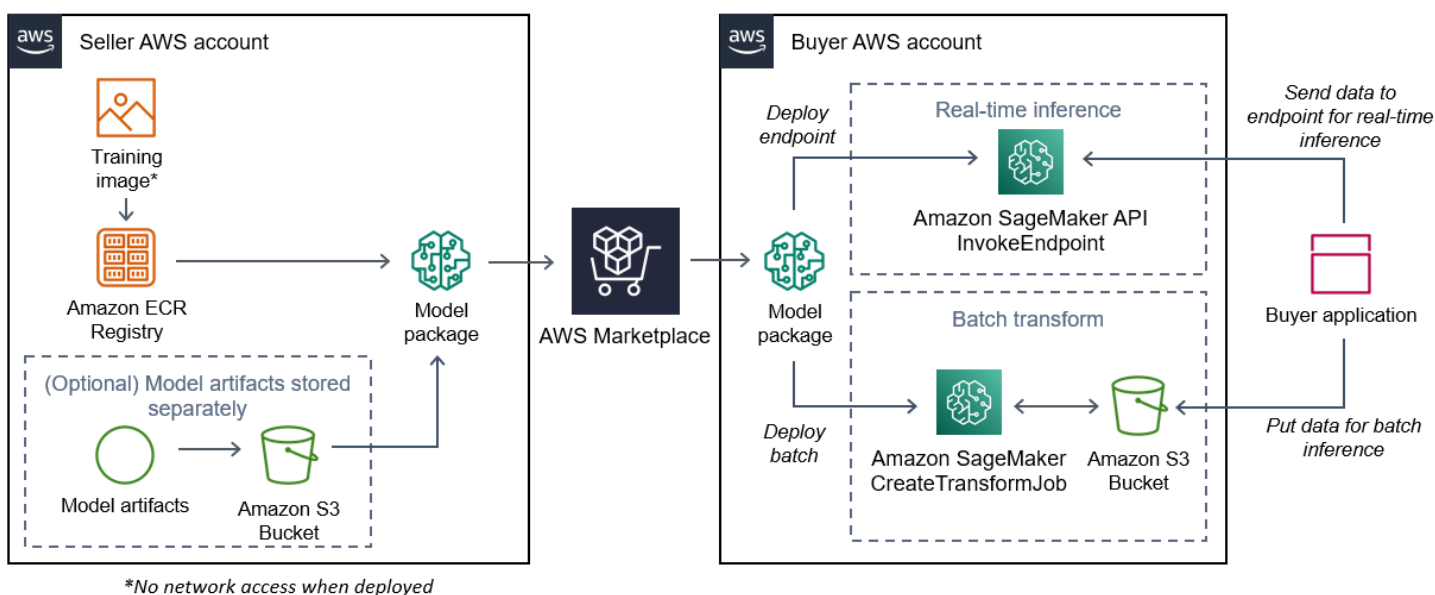 aws
Seller AWS account
Training
image*
Amazon ECR
Registry
Model
package
(Optional) Model artifacts stored
separately
Model artifacts
Amazon S3
Bucket
*No network access when deployed
AWS Marketplace
aws
Buyer AWS account
Deploy
endpoint
Model
package
Deploy
batch
Real-time inference
Amazon SageMaker API
InvokeEndpoint
Batch transform
Amazon SageMaker
CreateTransformJob
Amazon S3
Bucket
Send data to
endpoint for real-time
inference
Buyer application
Put data for batch
inference